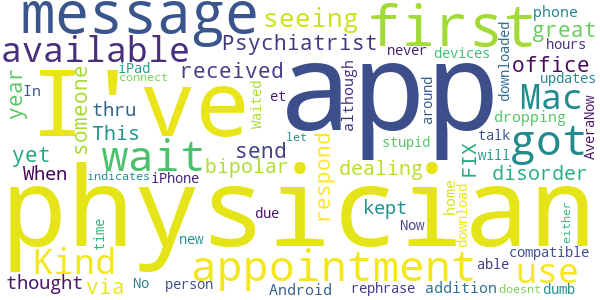 message first
available seeing Psychiatrist great phone never devices hours
I've app received although downloaded office updates
year someone iPad connect In thru This Waited et around Mac
yet wait send respond stupid let talk dropping got AveraNow
When indicates iPhone bipolar dealing FIX will disorder
physician
due kept home download Now either
time new Kind appointment able compatible use
thought via No person Android rephrase addition doesnt dumb